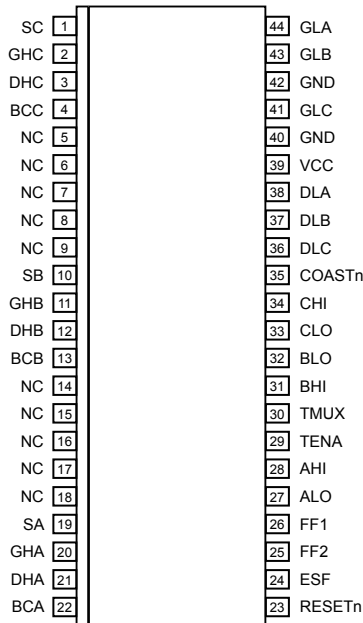 SC 1 44 GLA
GHC 2 43 GLB
DHC 3 42 GND
BCC 4 41 GLC
NC 5 40 GND
NC 6 39 VCC
NC 7 38 DLA
NC 8 37 DLB
NC 9 36 DLC
SB 10 35 COASTn
GHB 11 34 CHI
DHB 12 33 CLO
BCB 13 32 BLO
NC 14 31 BHI
NC 15 30 TMUX
NC 16 29 TENA
NC 17 28 AHI
NC 18 27 ALO
SA 19 26 FF1
GHA 20 25 FF2
DHA 21 24 ESF
BCA 22 23 RESETn